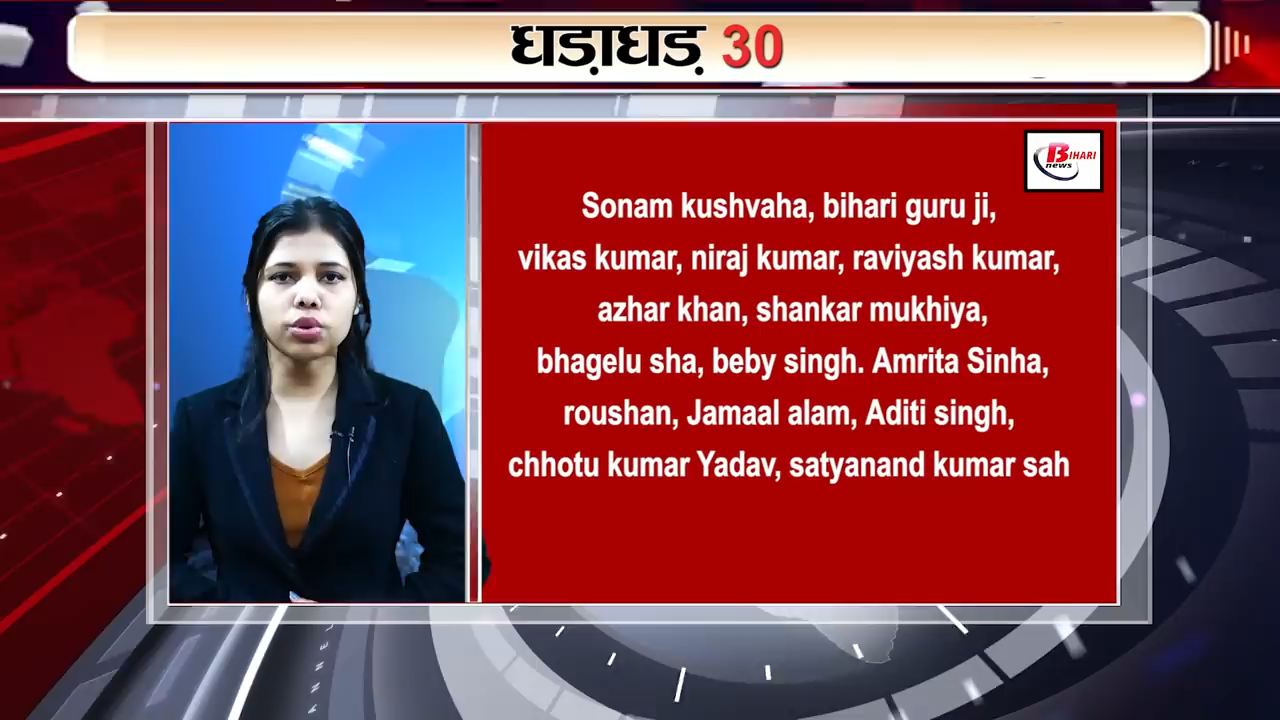 धड़ाधड़ 30
BIHARI
news
Sonam kushvaha, bihari guru ji,
vikas kumar, niraj kumar, raviyash kumar,
azhar khan, shankar mukhiya,
bhagelu sha, beby singh. Amrita Sinha,
roushan, Jamaal alam, Aditi singh,
chhotu kumar Yadav, satyanand kumar sah